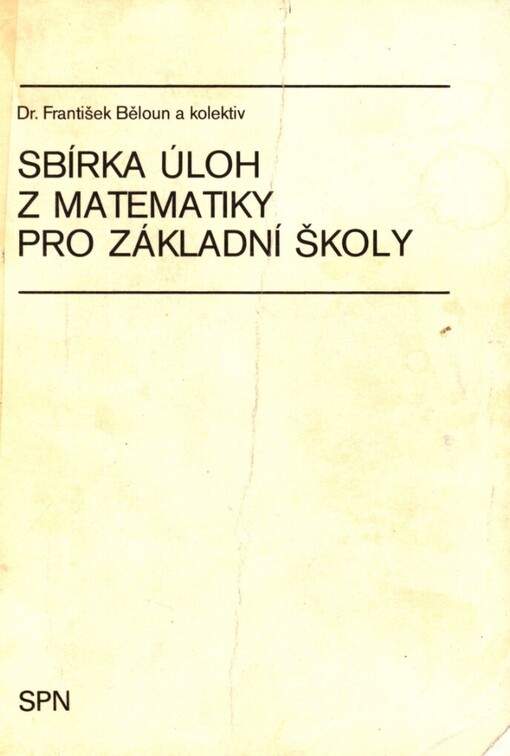 Dr. František Běloun a kolektiv
SBÍRKA ÚLOH
Z MATEMATIKY
PRO ZÁKLADNÍ ŠKOLY
SPN